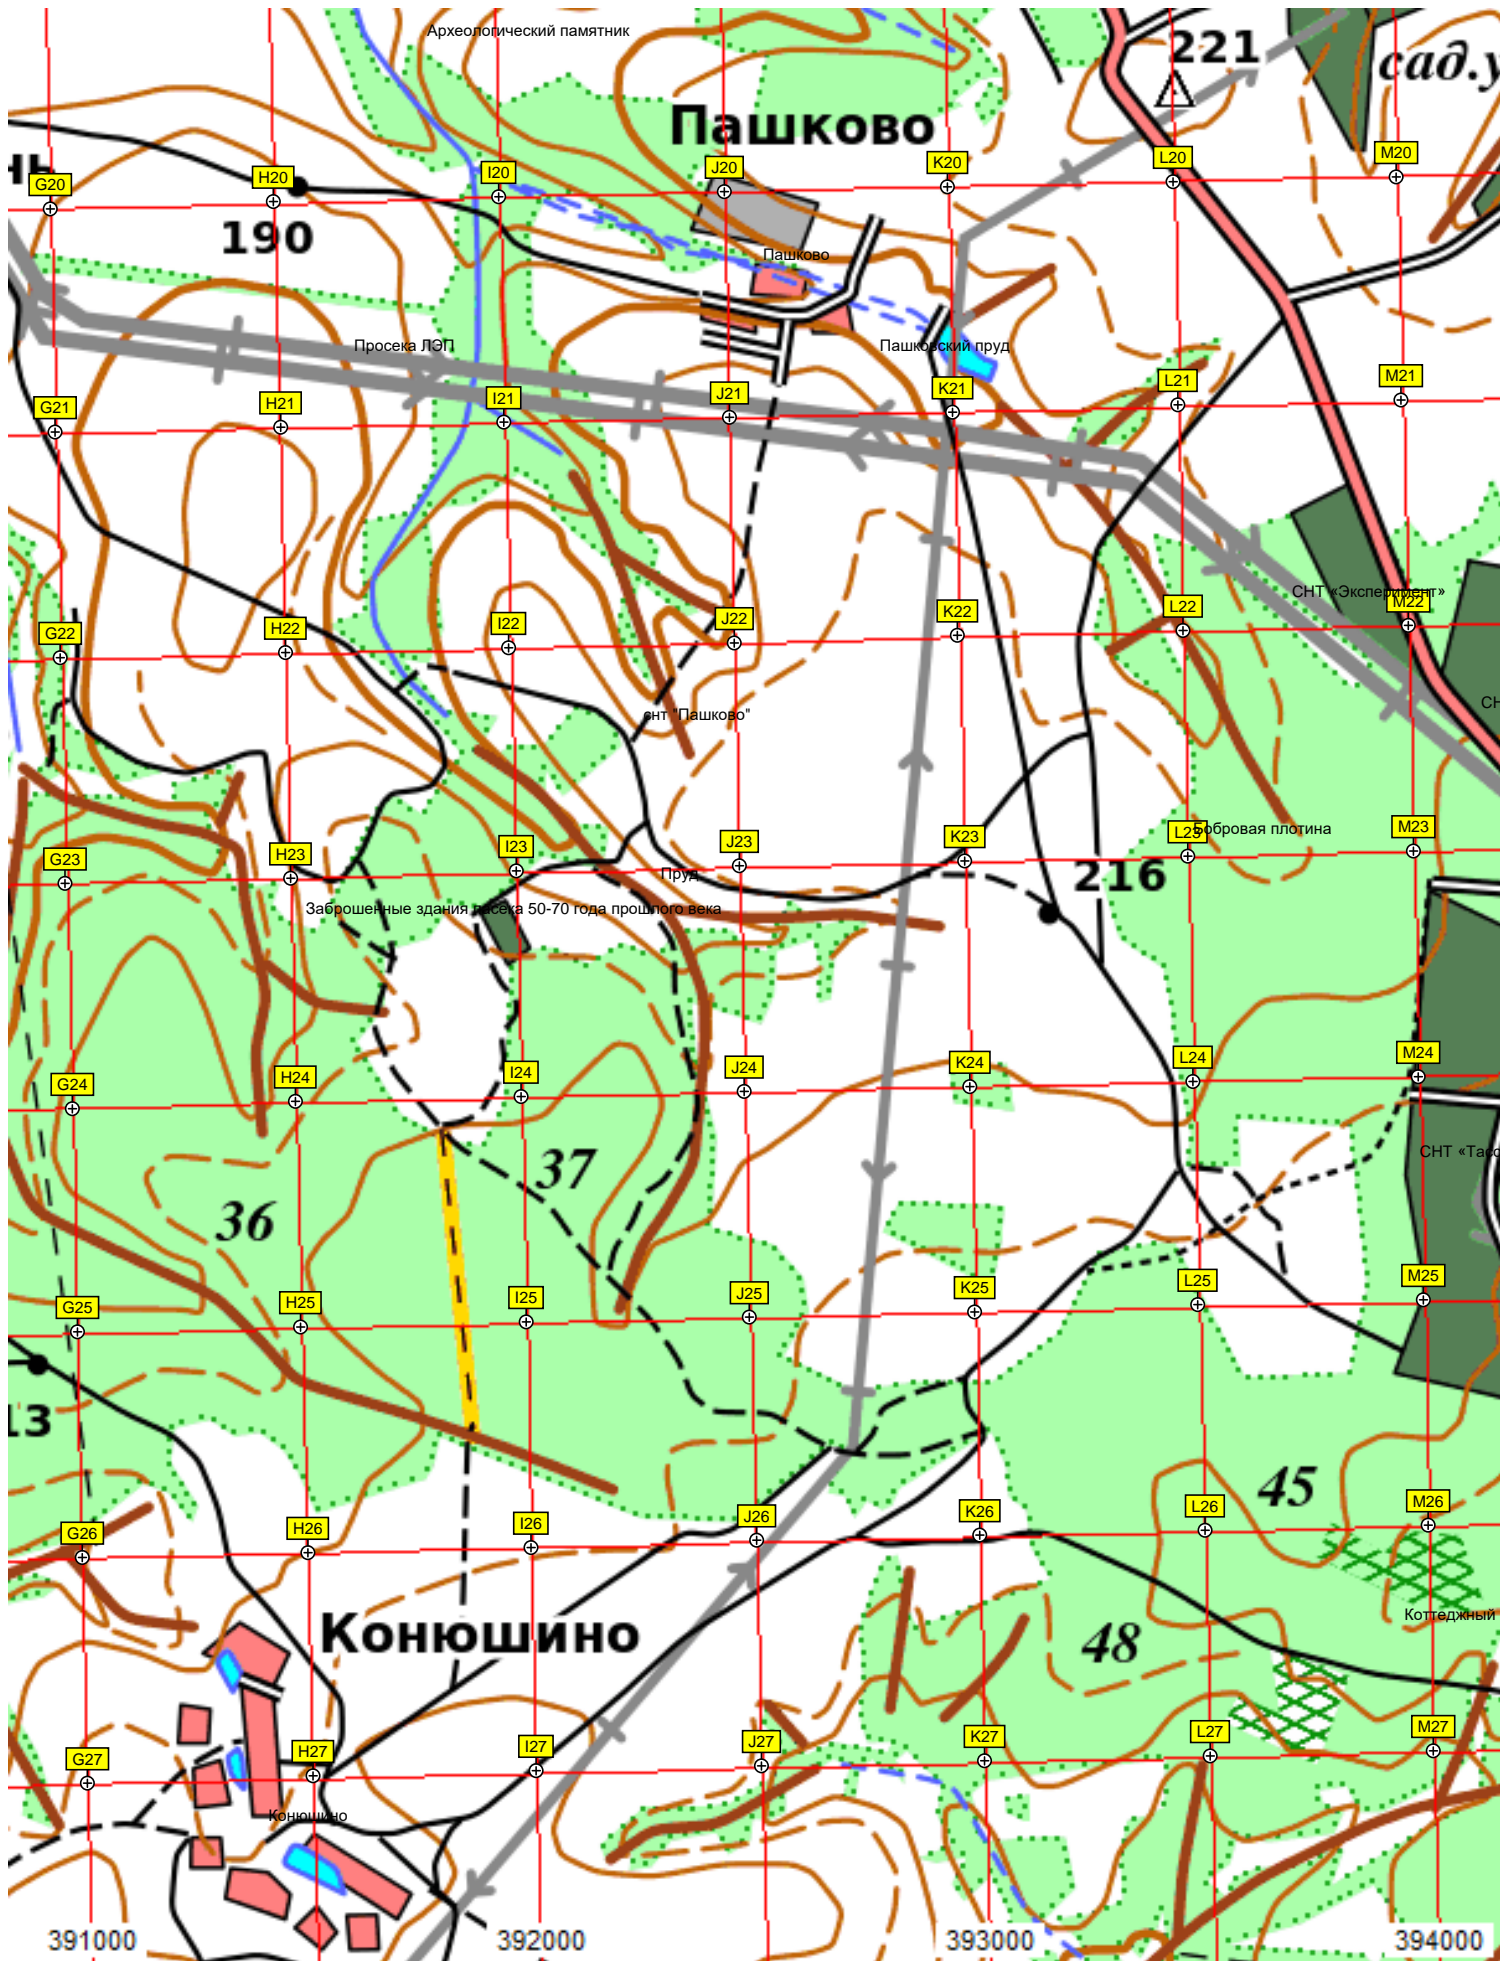 Археологический памятник
221
сад.у
Пашково
нь
G20 H20 I20 J20 K20 L20 M20
190
Пашково
Просека ЛЭП
Пашковский пруд
G21 H21 I21 J21 K21 L21 M21
СНТ «Эксперимент»
G22 H22 I22 J22 K22 L22 M22
СН
снт "Пашково"
Бобровая плотина
G23 H23 I23 J23 K23 L23 M23
Пруд
216
Заброшенные здания пасека 50-70 года прошлого века
G24 H24 I24 J24 K24 L24 M24
СНТ «Тасс
37
36
G25 H25 I25 J25 K25 L25 M25
13
45
G26 H26 I26 J26 K26 L26 M26
Коттеджный
Конюшино
48
G27 H27 I27 J27 K27 L27 M27
Конюшино
391000 392000 393000 394000